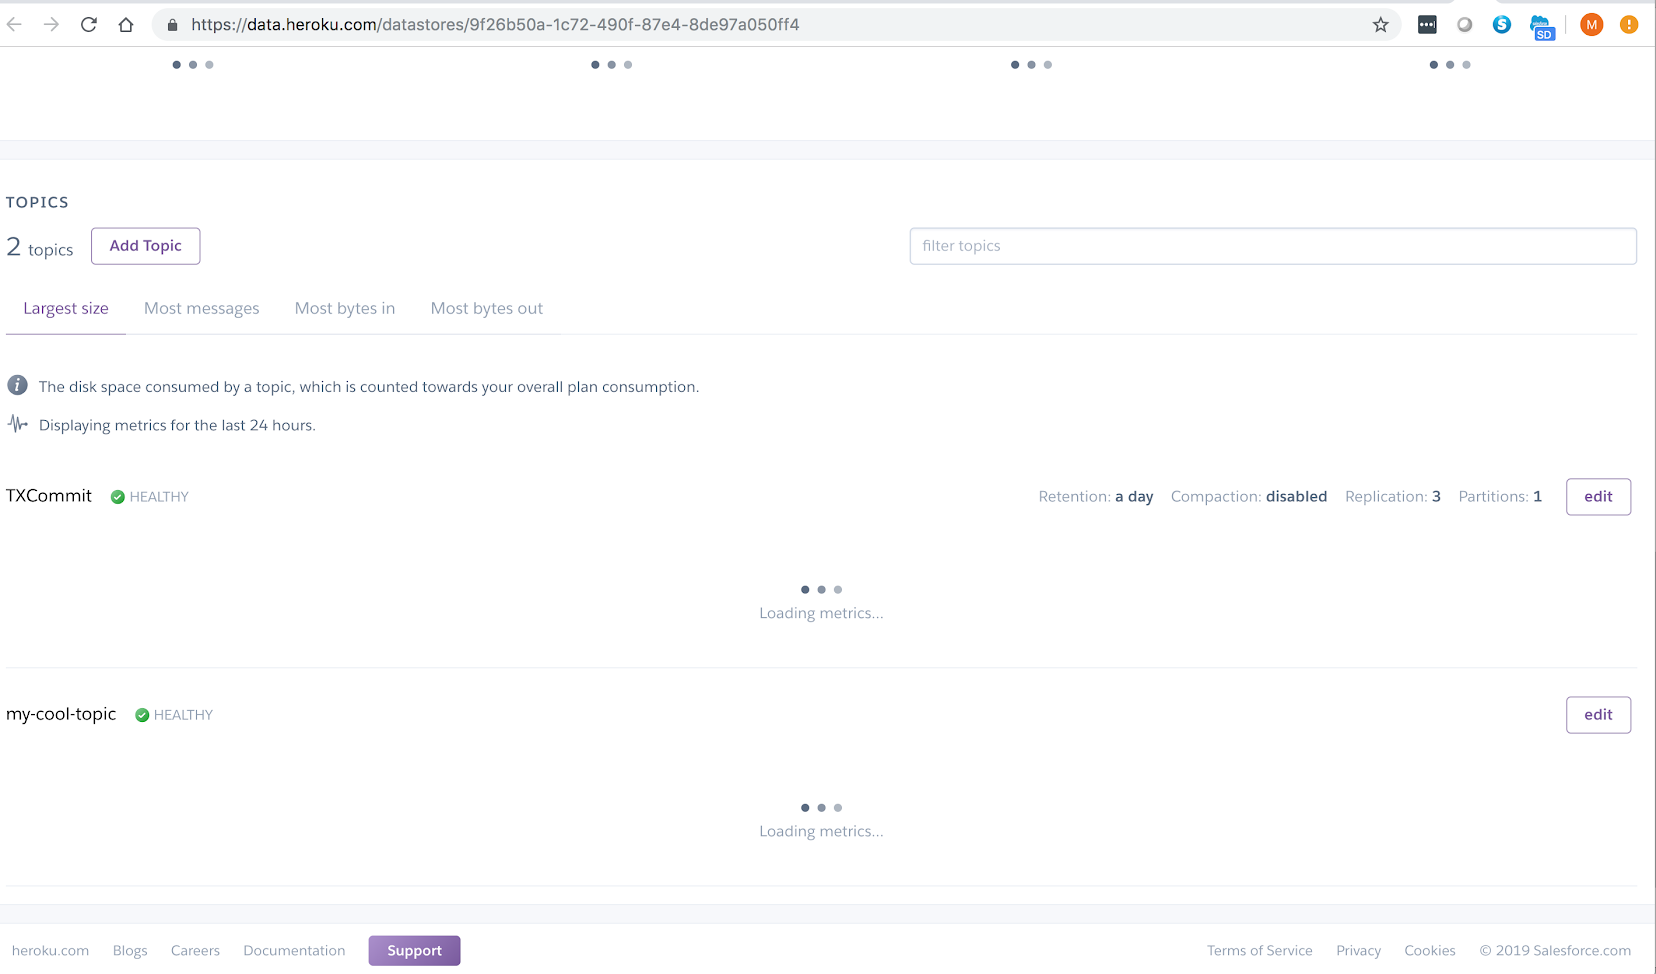 https://data.heroku.com/datastores/9f26b50a-1c72-490f-87e4-8de97a050ff4
S
SD
M
!
TOPICS
2 topics
Add Topic
filter topics
Largest size Most messages Most bytes in Most bytes out
i The disk space consumed by a topic, which is counted towards your overall plan consumption.
Displaying metrics for the last 24 hours.
TXCommit HEALTHY Retention: a day Compaction: disabled Replication: 3 Partitions: 1 edit
Loading metrics...
my-cool-topic HEALTHY edit
Loading metrics...
heroku.com Blogs Careers Documentation Support Terms of Service Privacy Cookies © 2019 Salesforce.com